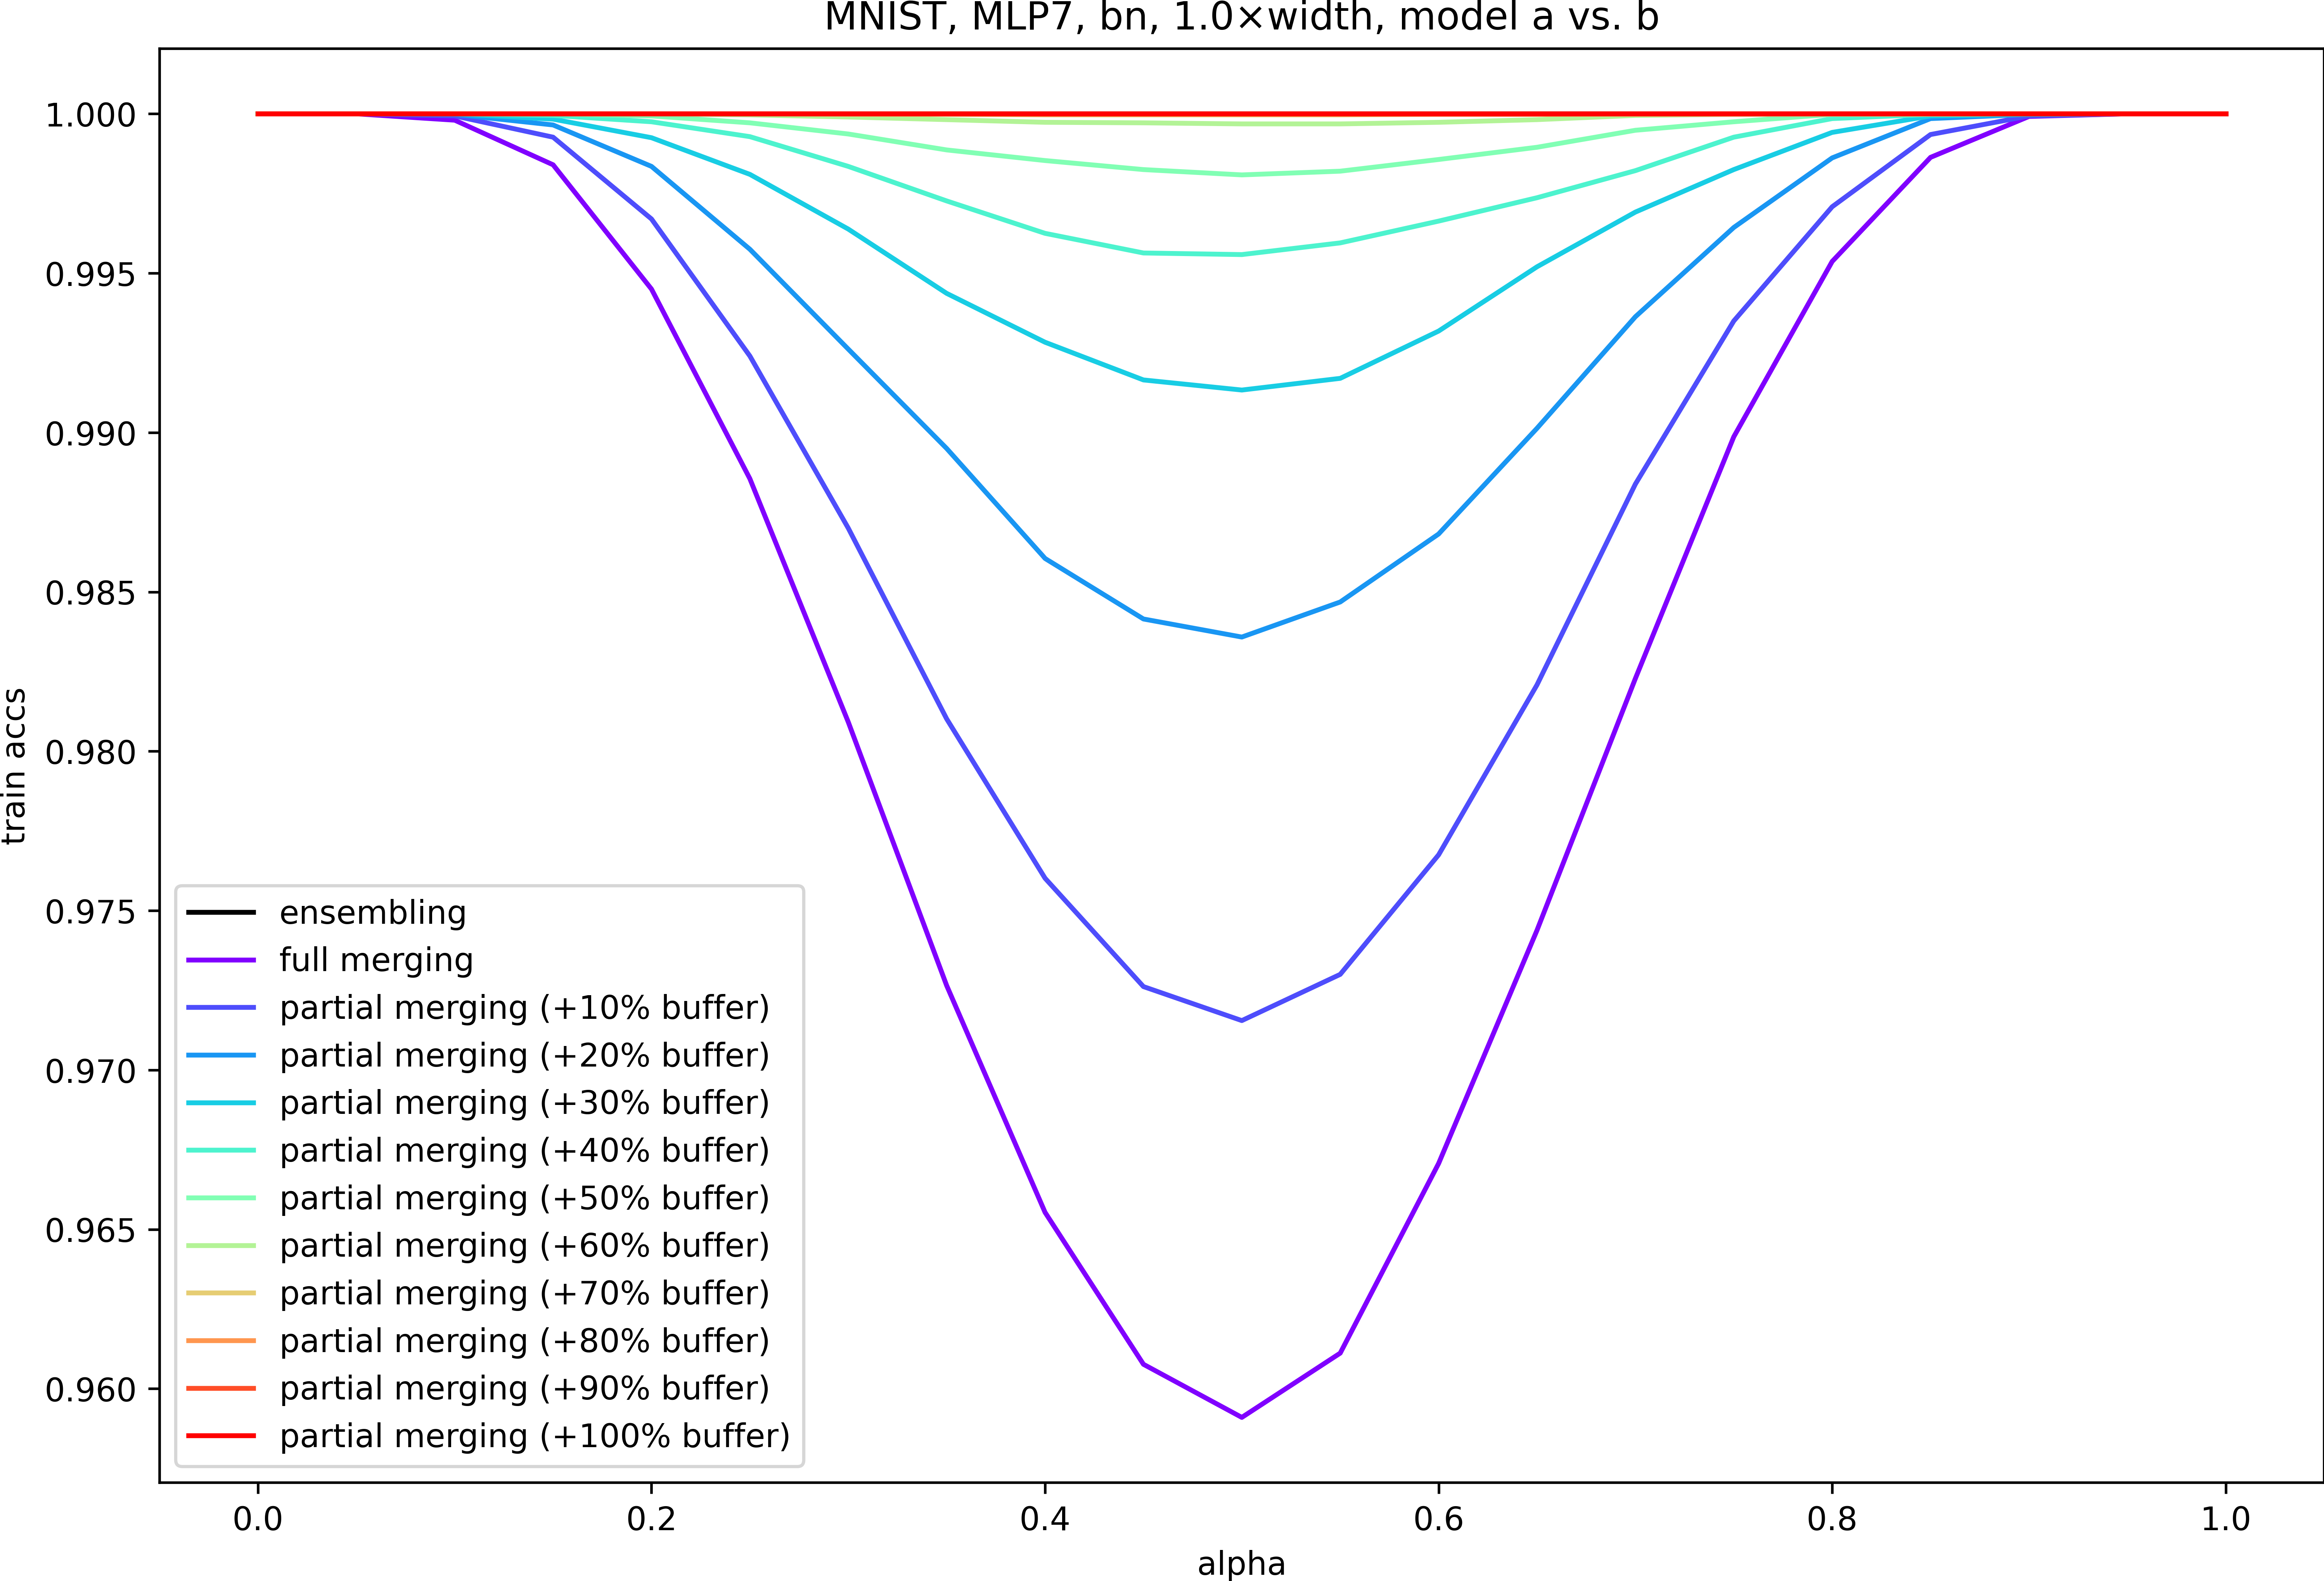 MNIST, MLP7, bn, 1.0×width, model a vs. b
train accs
1.000
0.995
0.990
0.985
0.980
0.975
0.970
0.965
0.960
ensembling
full merging
partial merging (+10% buffer)
partial merging (+20% buffer)
partial merging (+30% buffer)
partial merging (+40% buffer)
partial merging (+50% buffer)
partial merging (+60% buffer)
partial merging (+70% buffer)
partial merging (+80% buffer)
partial merging (+90% buffer)
partial merging (+100% buffer)
0.0 0.2 0.4 0.6 0.8 1.0
alpha